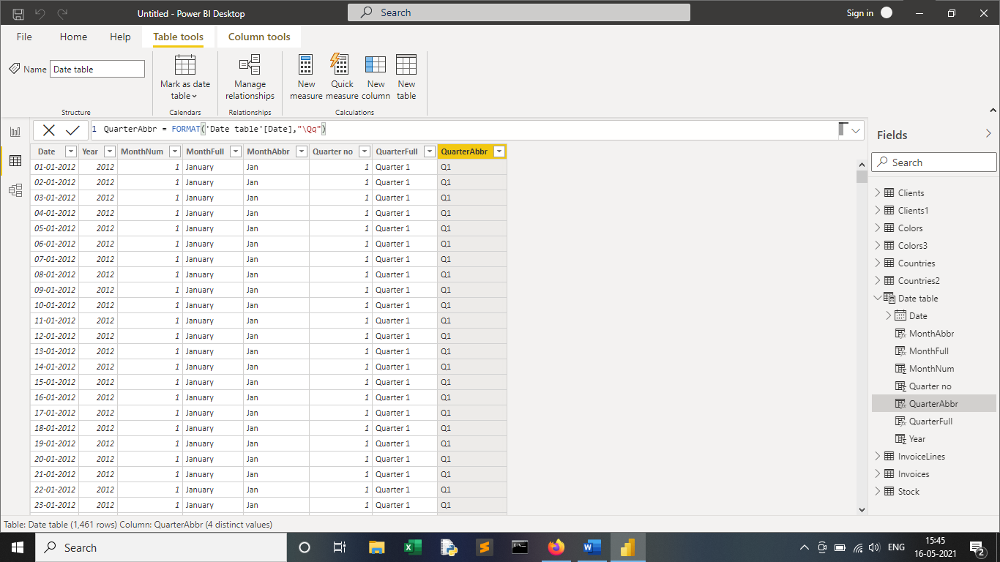 Untitled - Power BI Desktop
Search
Sign in
File Home Help Table tools Column tools
Name Date table
Mark as date table
Manage relationships
New measure
Quick measure
New column
New table
Structure Calendars Relationships Calculations
1 QuarterAbbr = FORMAT('Date table'[Date],"\Qq")
Date Year MonthNum MonthFull MonthAbbr Quarter no QuarterFull QuarterAbbr
01-01-2012 2012 1 January Jan 1 Quarter 1 Q1
02-01-2012 2012 1 January Jan 1 Quarter 1 Q1
03-01-2012 2012 1 January Jan 1 Quarter 1 Q1
04-01-2012 2012 1 January Jan 1 Quarter 1 Q1
05-01-2012 2012 1 January Jan 1 Quarter 1 Q1
06-01-2012 2012 1 January Jan 1 Quarter 1 Q1
07-01-2012 2012 1 January Jan 1 Quarter 1 Q1
08-01-2012 2012 1 January Jan 1 Quarter 1 Q1
09-01-2012 2012 1 January Jan 1 Quarter 1 Q1
10-01-2012 2012 1 January Jan 1 Quarter 1 Q1
11-01-2012 2012 1 January Jan 1 Quarter 1 Q1
12-01-2012 2012 1 January Jan 1 Quarter 1 Q1
13-01-2012 2012 1 January Jan 1 Quarter 1 Q1
14-01-2012 2012 1 January Jan 1 Quarter 1 Q1
15-01-2012 2012 1 January Jan 1 Quarter 1 Q1
16-01-2012 2012 1 January Jan 1 Quarter 1 Q1
17-01-2012 2012 1 January Jan 1 Quarter 1 Q1
18-01-2012 2012 1 January Jan 1 Quarter 1 Q1
19-01-2012 2012 1 January Jan 1 Quarter 1 Q1
20-01-2012 2012 1 January Jan 1 Quarter 1 Q1
21-01-2012 2012 1 January Jan 1 Quarter 1 Q1
22-01-2012 2012 1 January Jan 1 Quarter 1 Q1
23-01-2012 2012 1 January Jan 1 Quarter 1 Q1
Fields
Search
Clients
Clients1
Colors
Colors3
Countries
Countries2
Date table
Date
MonthAbbr
MonthFull
MonthNum
Quarter no
QuarterAbbr
QuarterFull
Year
InvoiceLines
Invoices
Stock
Table: Date table (1,461 rows) Column: QuarterAbbr (4 distinct values)
Search
ENG
15:45
16-05-2021
2